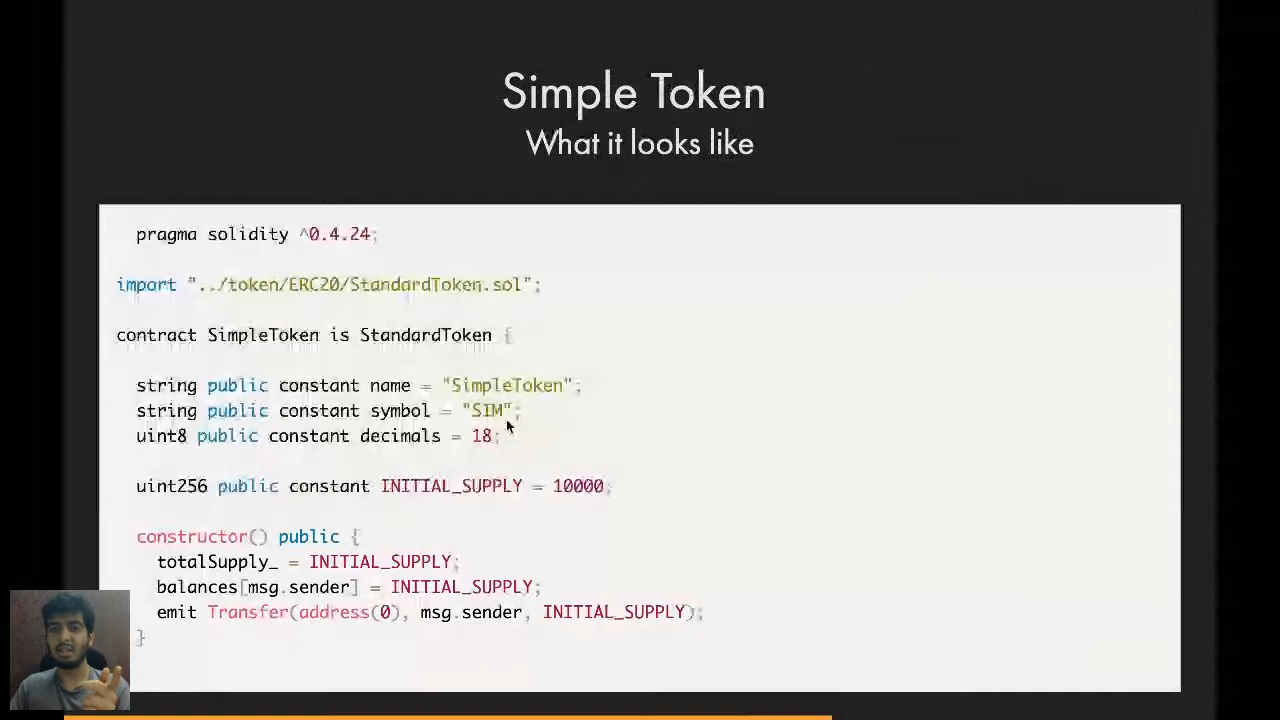 Simple Token
What it looks like
pragma solidity ^0.4.24;
import "../token/ERC20/StandardToken.sol";
contract SimpleToken is StandardToken {
string public constant name = "SimpleToken";
string public constant symbol = "SIM";
uint8 public constant decimals = 18;
uint256 public constant INITIAL_SUPPLY = 10000;
constructor() public {
totalSupply_ = INITIAL_SUPPLY;
balances[msg.sender] = INITIAL_SUPPLY;
emit Transfer(address(0), msg.sender, INITIAL_SUPPLY);
}